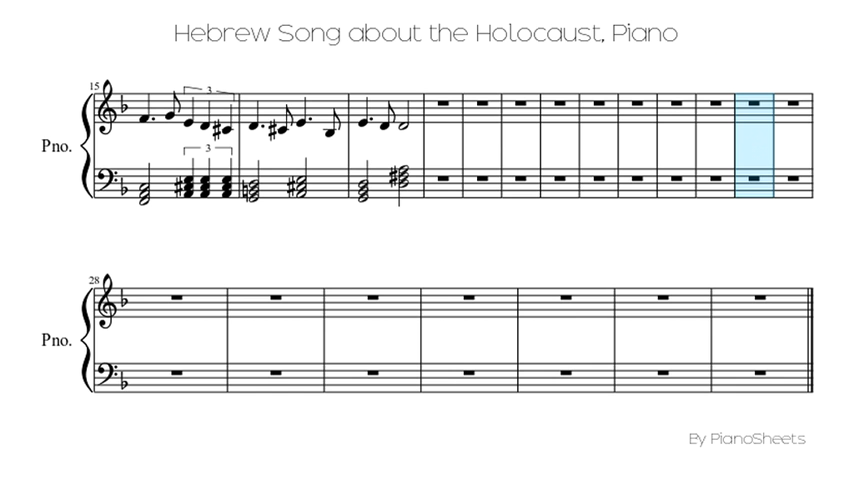 Hebrew Song about the Holocaust, Piano
15
3
Pno.
3
28
Pno.
By PianoSheets